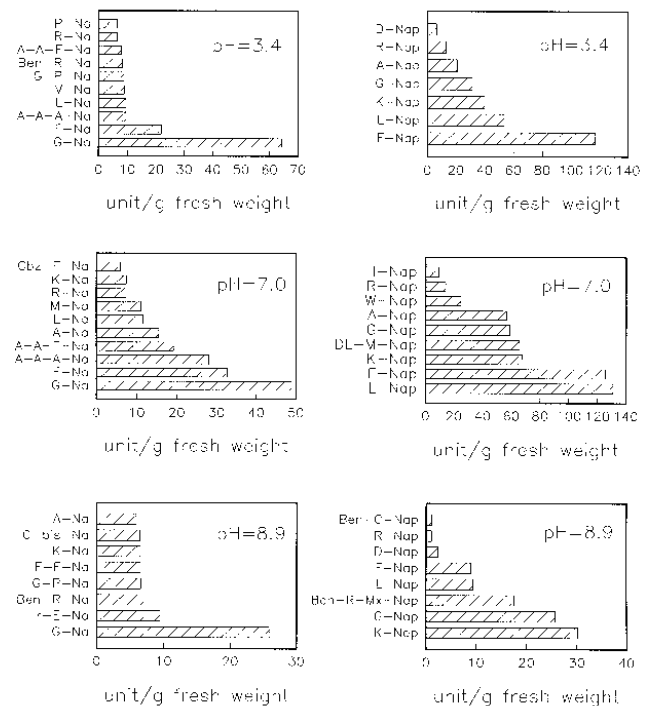 P-Na
R-Na
A-A-F-Na
Ben-R-Na
G-P-Na
V-Na
L-Na
A-A-A-Na
F-Na
G-Na
pH=3.4
0 10 20 30 40 50 60 70
unit/g fresh weight
D-Nap
R-Nap
A-Nap
G-Nap
K-Nap
L-Nap
F-Nap
pH=3.4
0 20 40 60 80 100 120 140
unit/g fresh weight
Cbz-F-Na
K-Na
R-Na
M-Na
L-Na
A-Na
A-A-F-Na
A-A-A-Na
F-Na
G-Na
pH=7.0
0 10 20 30 40 50
unit/g fresh weight
I-Nap
R-Nap
W-Nap
A-Nap
G-Nap
DL-M-Nap
K-Nap
F-Nap
L-Nap
pH=7.0
0 20 40 60 80 100 120 140
unit/g fresh weight
A-Na
K-Na
F-F-Na
G-P-Na
Ben-R-Na
G-Na
pH=8.9
0 10 20 30
unit/g fresh weight
R-Nap
D-Nap
F-Nap
L-Nap
G-Nap
K-Nap
pH=8.9
0 10 20 30 40
unit/g fresh weight